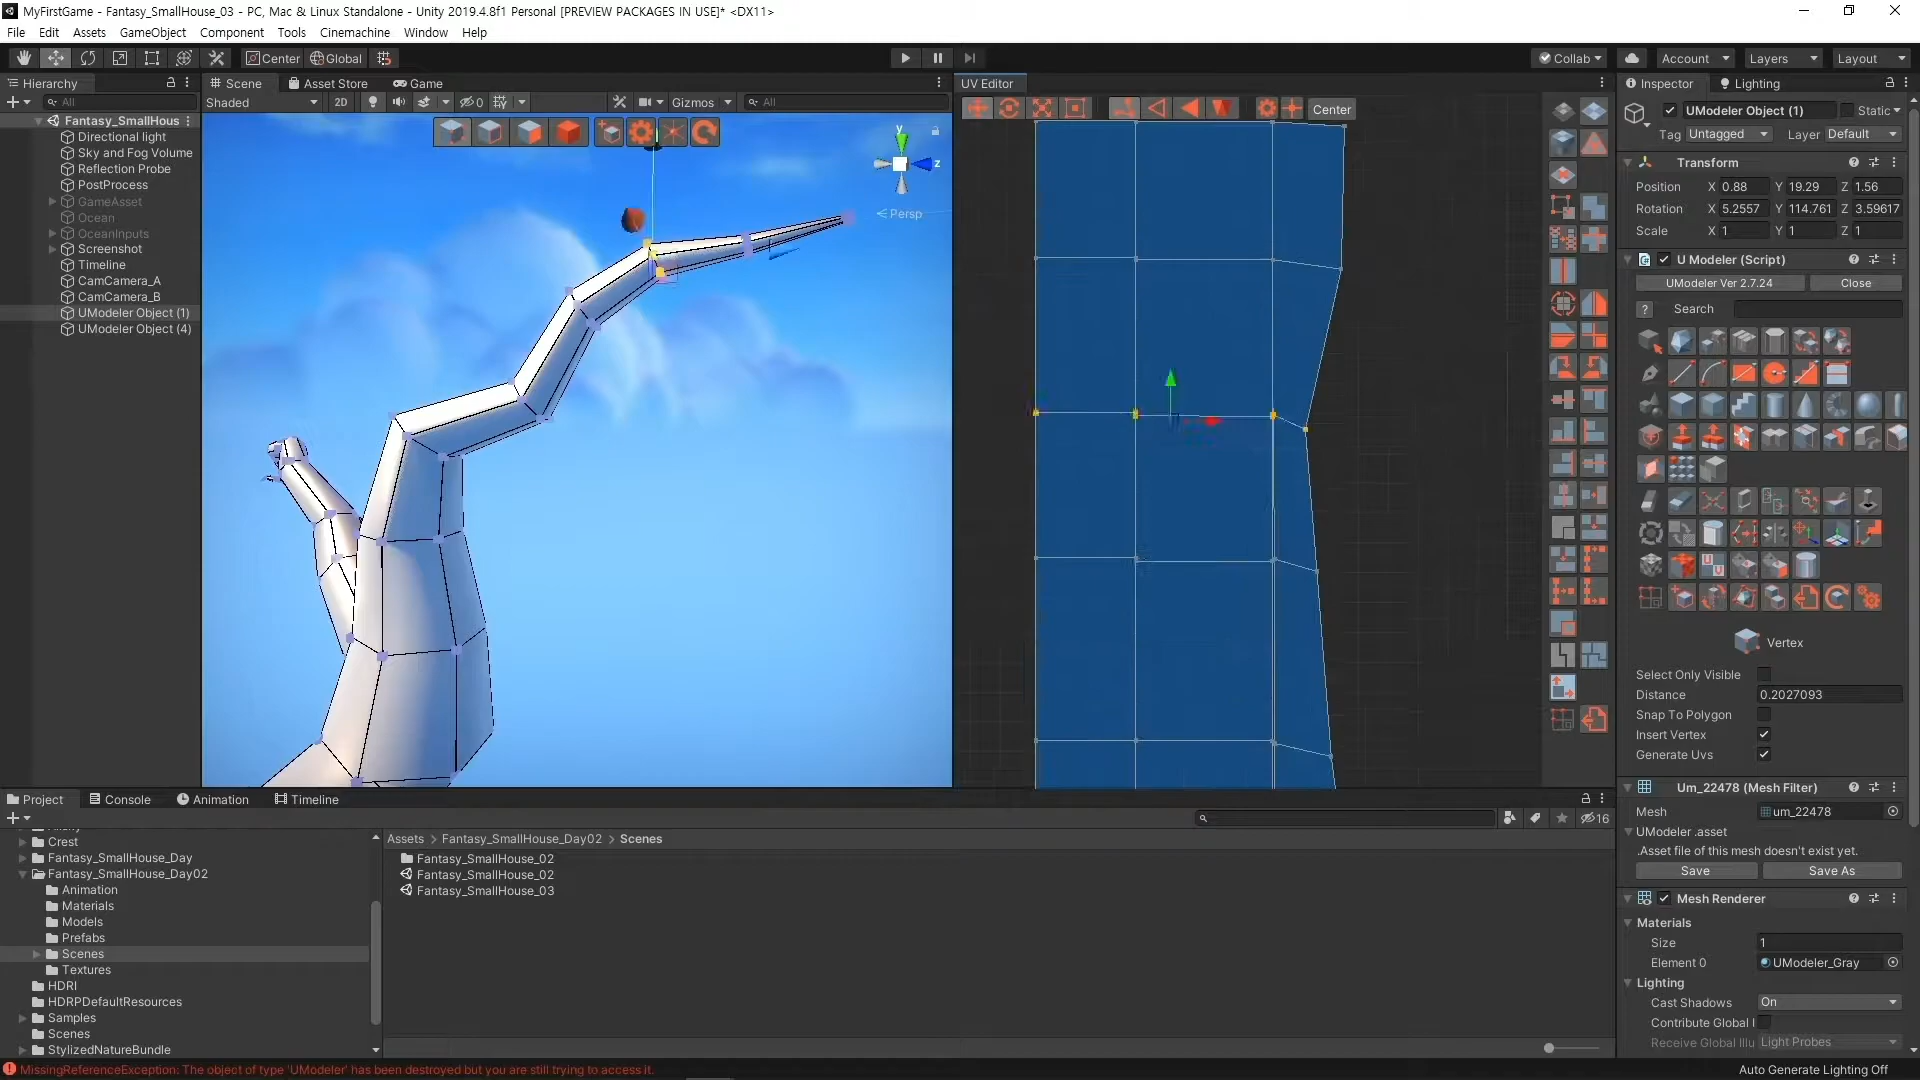 MyFirstGame - Fantasy_SmallHouse_03 - PC, Mac & Linux Standalone - Unity 2019.4.8f1 Personal [PREVIEW PACKAGES IN USE]* <DX11>
File Edit Assets GameObject Component Tools Cinemachine Window Help
Center Global Collab Account Layers Layout
Hierarchy
All
Fantasy_SmallHous
Directional light
Sky and Fog Volume
Reflection Probe
PostProcess
GameAsset
Ocean
OceanInputs
Screenshot
Timeline
CamCamera_A
CamCamera_B
UModeler Object (1)
UModeler Object (4)
Scene Asset Store Game
Shaded 2D 0 Gizmos All
y
z
Persp
UV Editor
Center
Inspector Lighting
UModeler Object (1) Static
Tag Untagged Layer Default
Transform
Position X 0.88 Y 19.29 Z 1.56
Rotation X 5.2557 Y 114.761 Z 3.59617
Scale X 1 Y 1 Z 1
U Modeler (Script)
UModeler Ver 2.7.24 Close
? Search
Vertex
Select Only Visible
Distance 0.2027093
Snap To Polygon
Insert Vertex
Generate Uvs
Um_22478 (Mesh Filter)
Mesh um_22478
UModeler .asset
.Asset file of this mesh doesn't exist yet.
Save Save As
Mesh Renderer
Materials
Size 1
Element 0 UModeler_Gray
Lighting
Cast Shadows On
Contribute Global I
Receive Global Illu Light Probes
Project Console Animation Timeline
16
Crest
Fantasy_SmallHouse_Day
Fantasy_SmallHouse_Day02
Animation
Materials
Models
Prefabs
Scenes
Textures
HDRI
HDRPDefaultResources
Samples
Scenes
StylizedNatureBundle
Assets > Fantasy_SmallHouse_Day02 > Scenes
Fantasy_SmallHouse_02
Fantasy_SmallHouse_02
Fantasy_SmallHouse_03
MissingReferenceException: The object of type 'UModeler' has been destroyed but you are still trying to access it.
Auto Generate Lighting Off